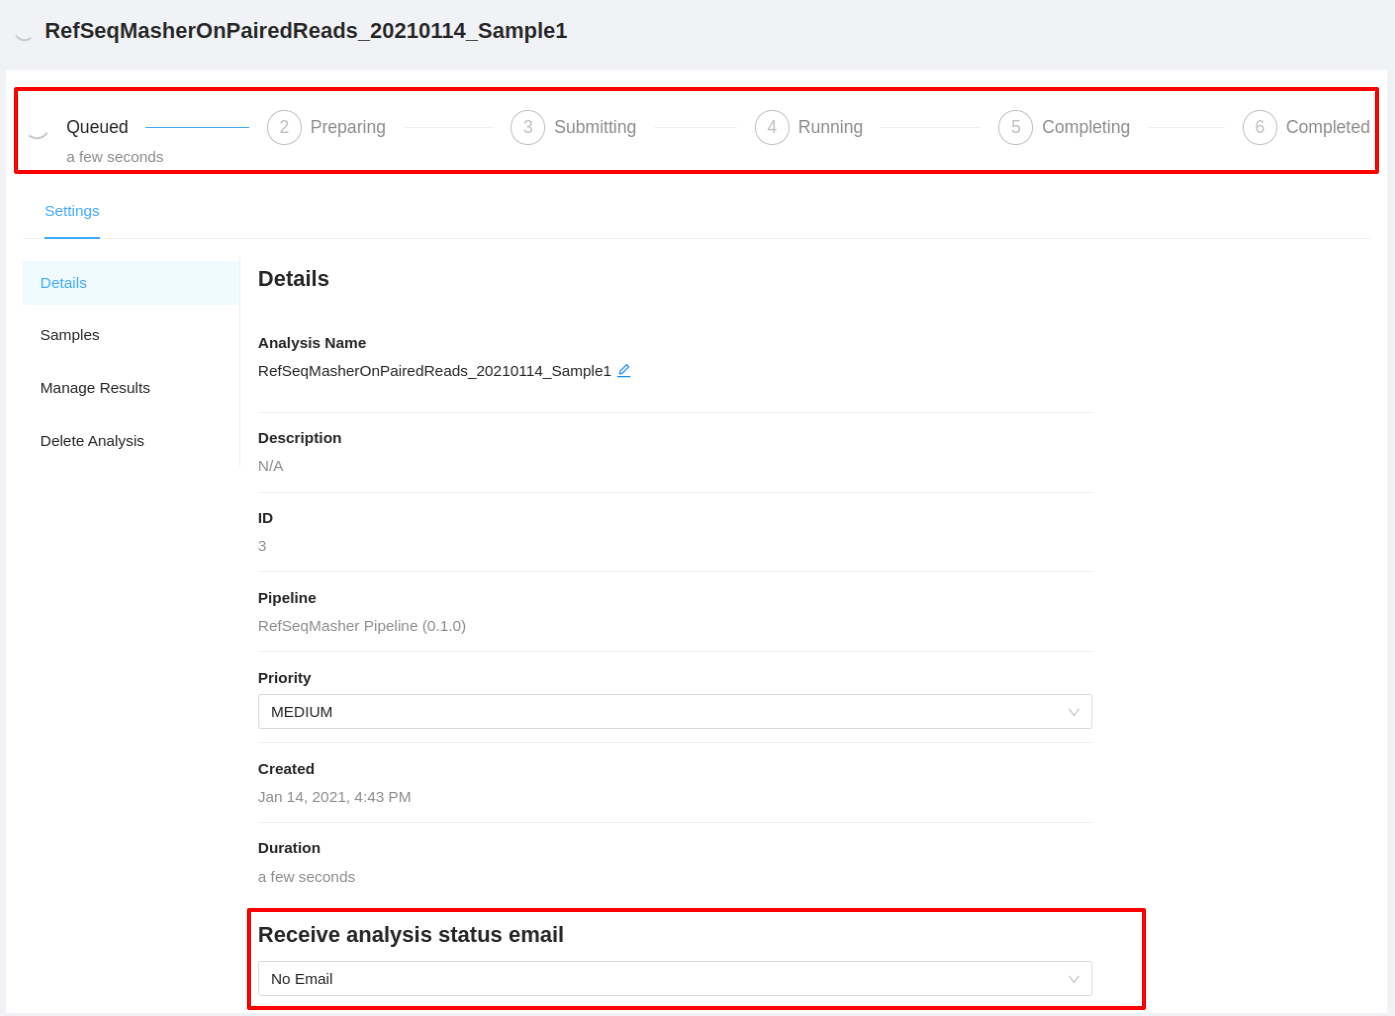 RefSeqMasherOnPairedReads_20210114_Sample1
Queued 2 Preparing 3 Submitting 4 Running 5 Completing 6 Completed
a few seconds
Settings
Details
Samples
Manage Results
Delete Analysis
Details
Analysis Name
RefSeqMasherOnPairedReads_20210114_Sample1
Description
N/A
ID
3
Pipeline
RefSeqMasher Pipeline (0.1.0)
Priority
MEDIUM
Created
Jan 14, 2021, 4:43 PM
Duration
a few seconds
Receive analysis status email
No Email